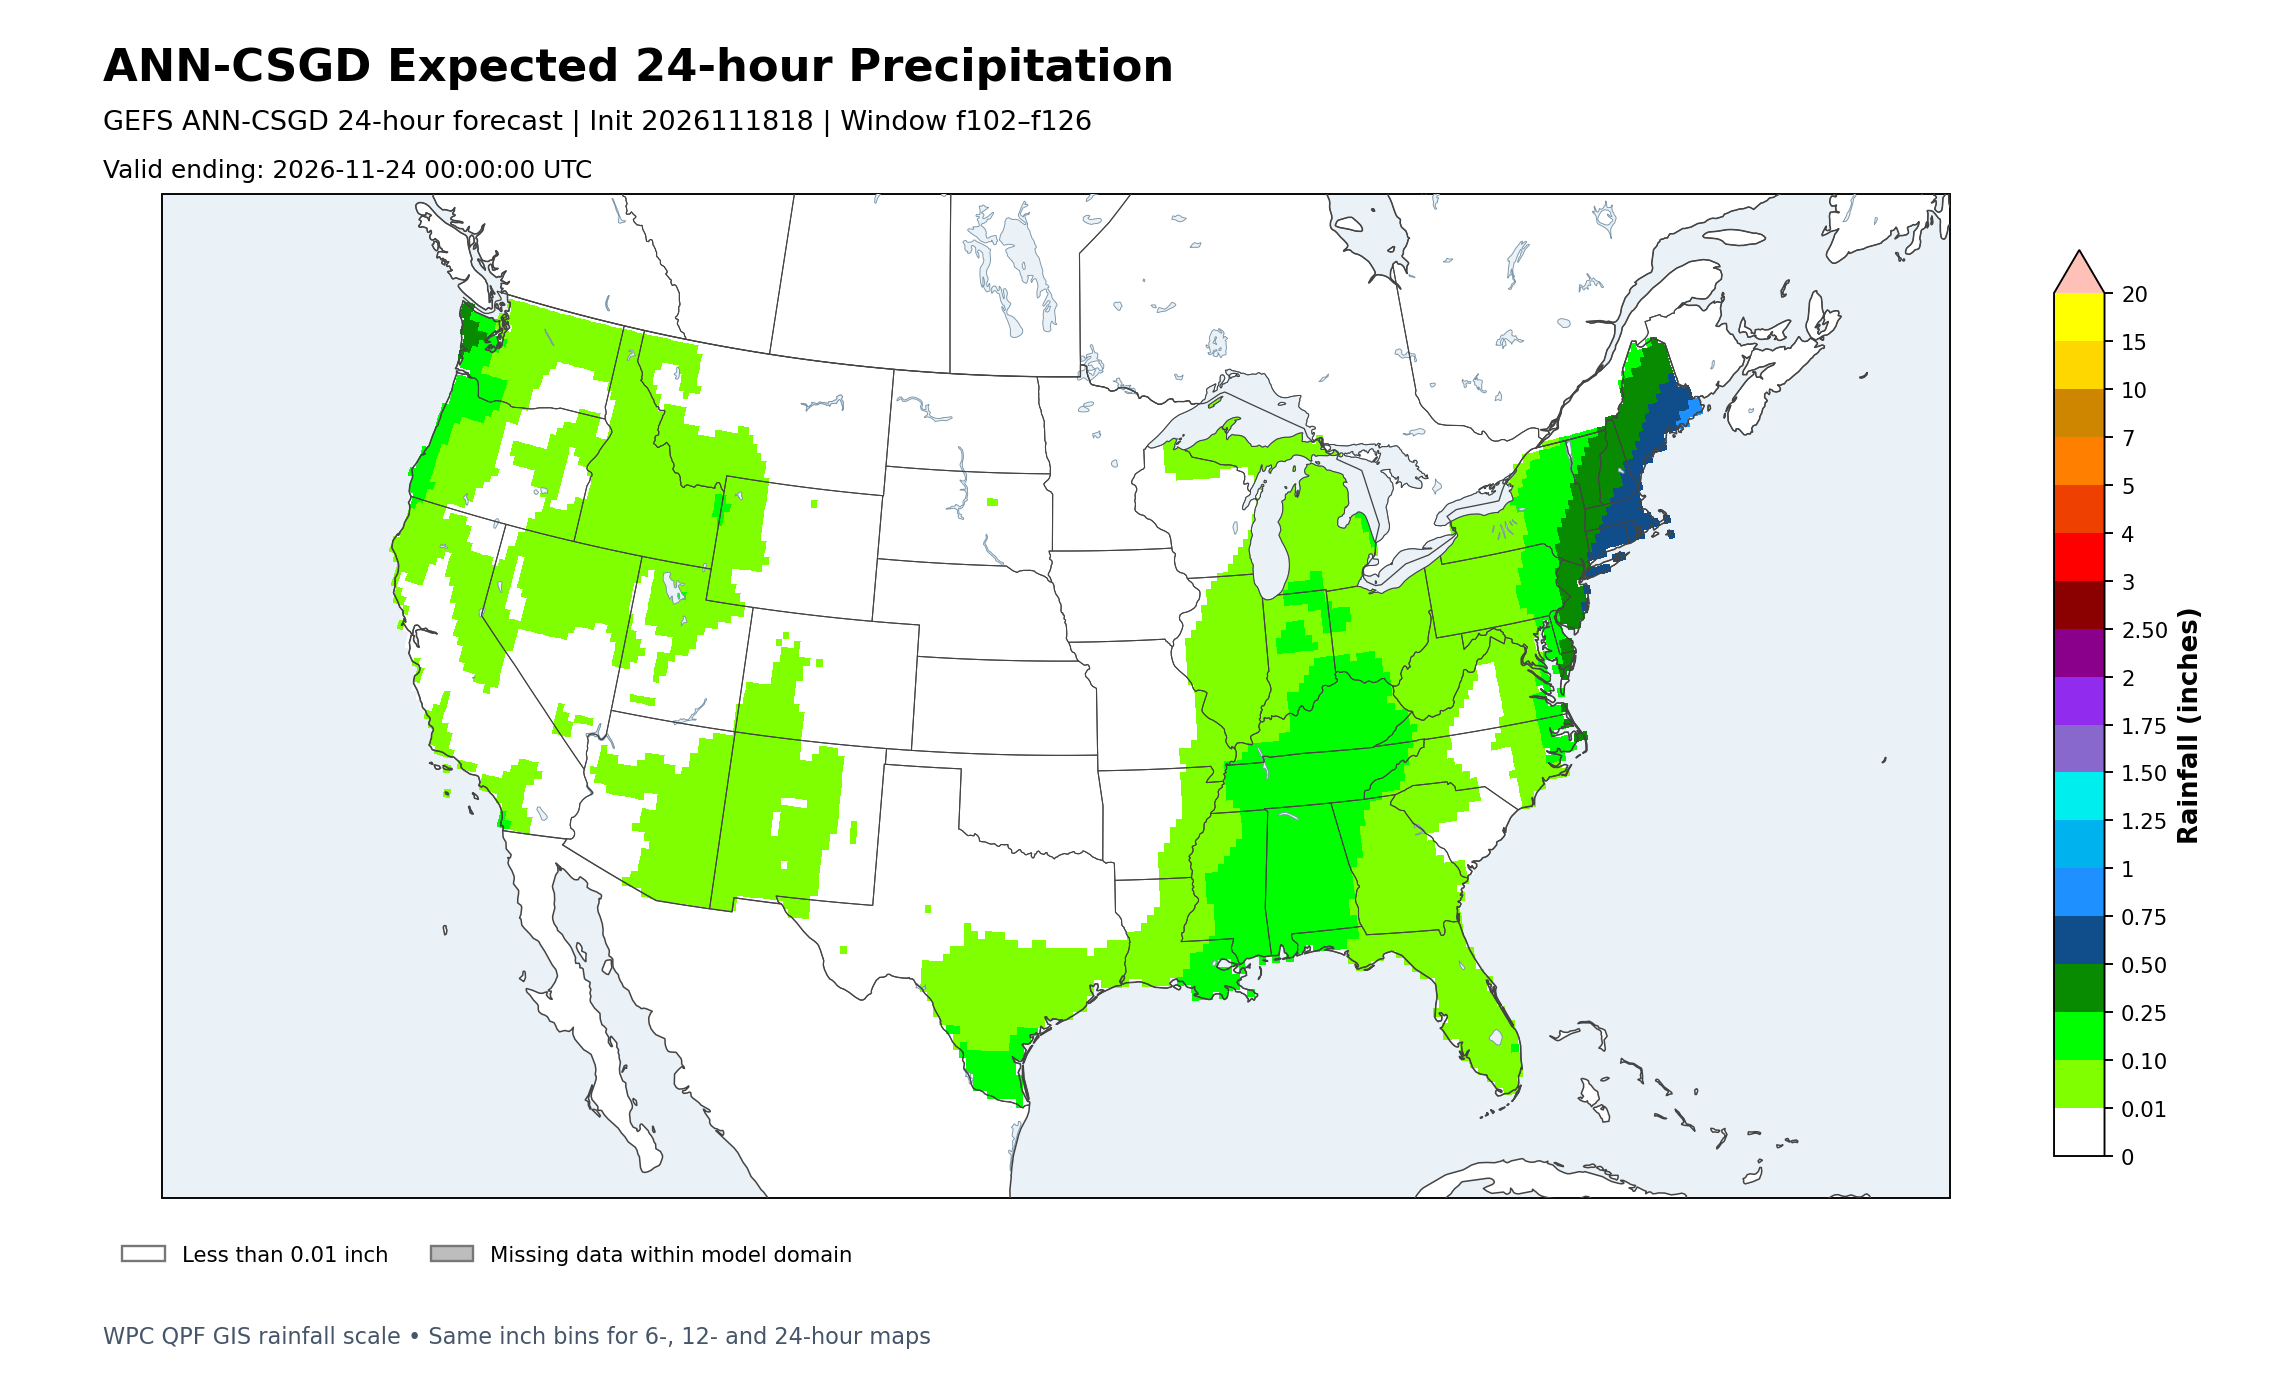 ANN-CSGD Expected 24-hour Precipitation
GEFS ANN-CSGD 24-hour forecast | Init 2026111818 | Window f102–f126
Valid ending: 2026-11-24 00:00:00 UTC
20
15
10
7
5
4
3
2.50
2
1.75
1.50
1.25
1
0.75
0.50
0.25
0.10
0.01
0
Rainfall (inches)
Less than 0.01 inch
Missing data within model domain
WPC QPF GIS rainfall scale • Same inch bins for 6-, 12- and 24-hour maps